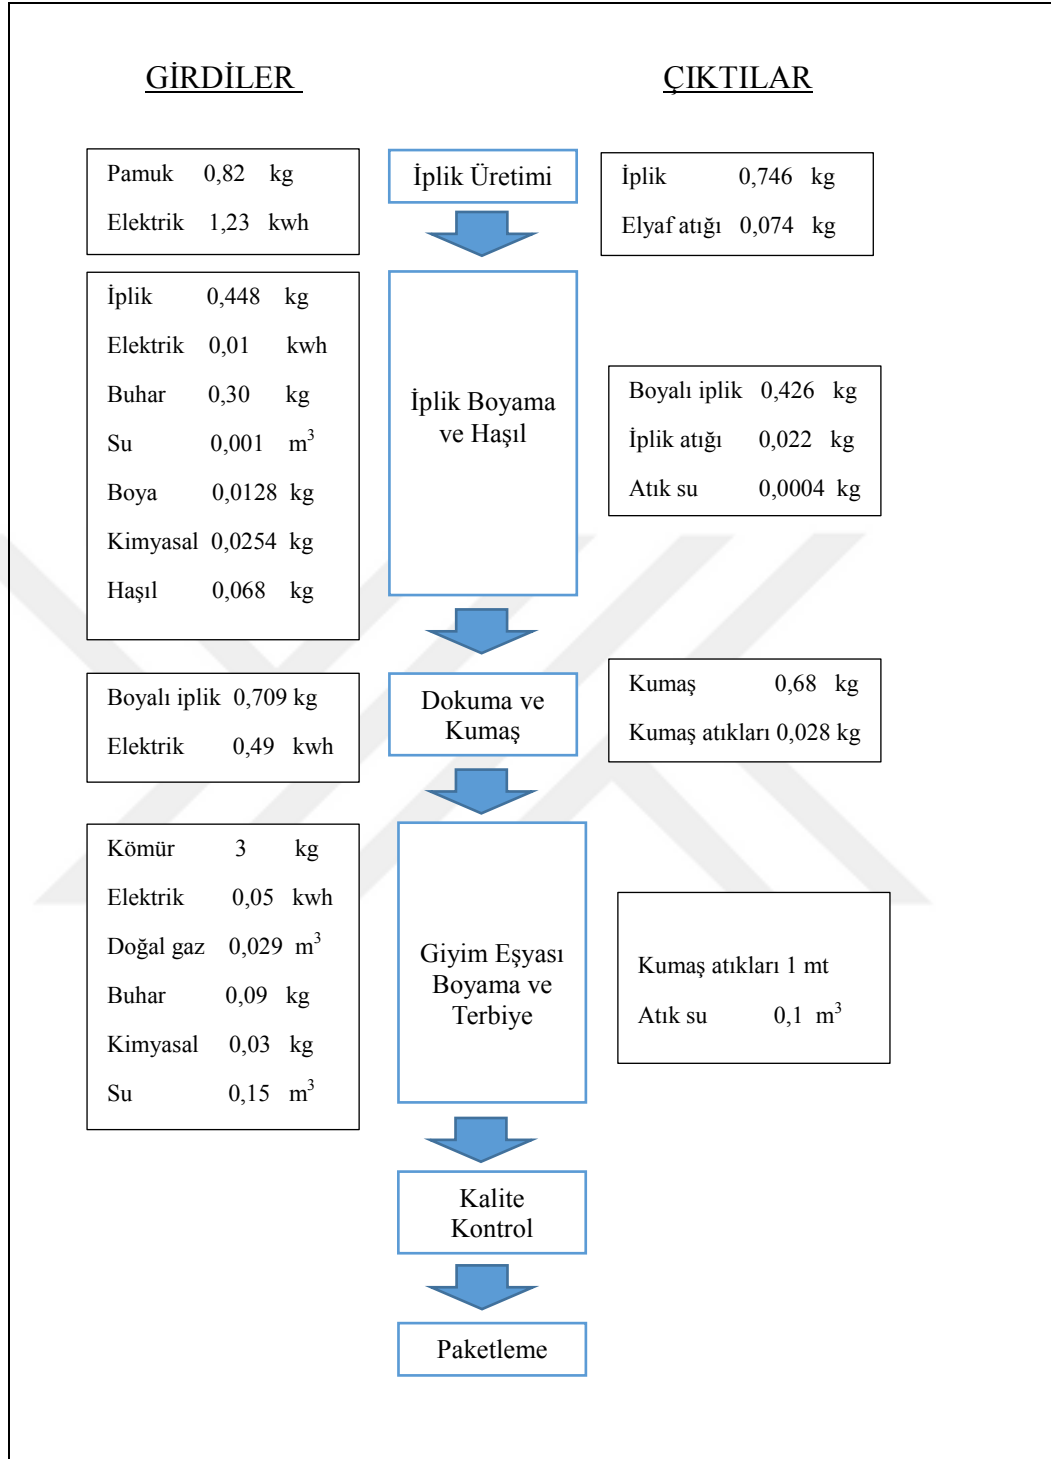 GİRDİLER
ÇIKTILAR
Pamuk 0,82 kg
Elektrik 1,23 kwh
İplik Üretimi
İplik 0,746 kg
Elyaf atığı 0,074 kg
İplik 0,448 kg
Elektrik 0,01 kwh
Buhar 0,30 kg
Su 0,001 m³
Boya 0,0128 kg
Kimyasal 0,0254 kg
Haşıl 0,068 kg
İplik Boyama
ve Haşıl
Boyalı iplik 0,426 kg
İplik atığı 0,022 kg
Atık su 0,0004 kg
Boyalı iplik 0,709 kg
Elektrik 0,49 kwh
Dokuma ve
Kumaş
Kumaş 0,68 kg
Kumaş atıkları 0,028 kg
Kömür 3 kg
Elektrik 0,05 kwh
Doğal gaz 0,029 m³
Buhar 0,09 kg
Kimyasal 0,03 kg
Su 0,15 m³
Giyim Eşyası
Boyama ve
Terbiye
Kumaş atıkları 1 mt
Atık su 0,1 m³
Kalite
Kontrol
Paketleme